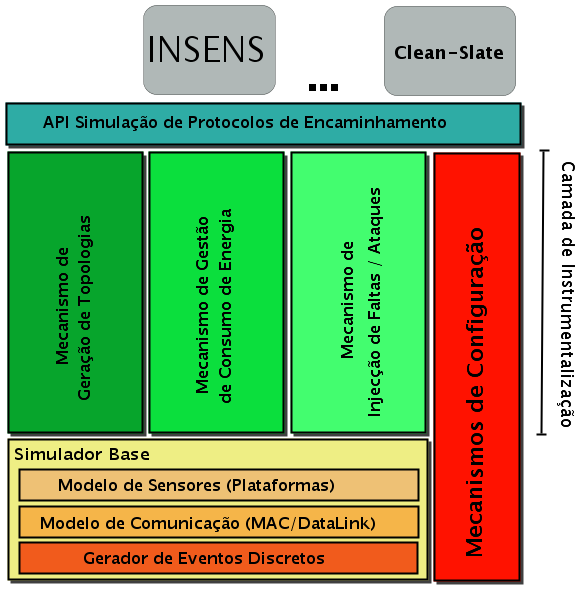 INSENS
...
Clean-Slate
API Simulação de Protocolos de Encaminhamento
Mecanismo de
Geração de Topologias
Mecanismo de Gestão
de Consumo de Energia
Mecanismo de
Injecção de Faltas / Ataques
Mecanismos de Configuração
Camada de Instrumentalização
Simulador Base
Modelo de Sensores (Plataformas)
Modelo de Comunicação (MAC/DataLink)
Gerador de Eventos Discretos